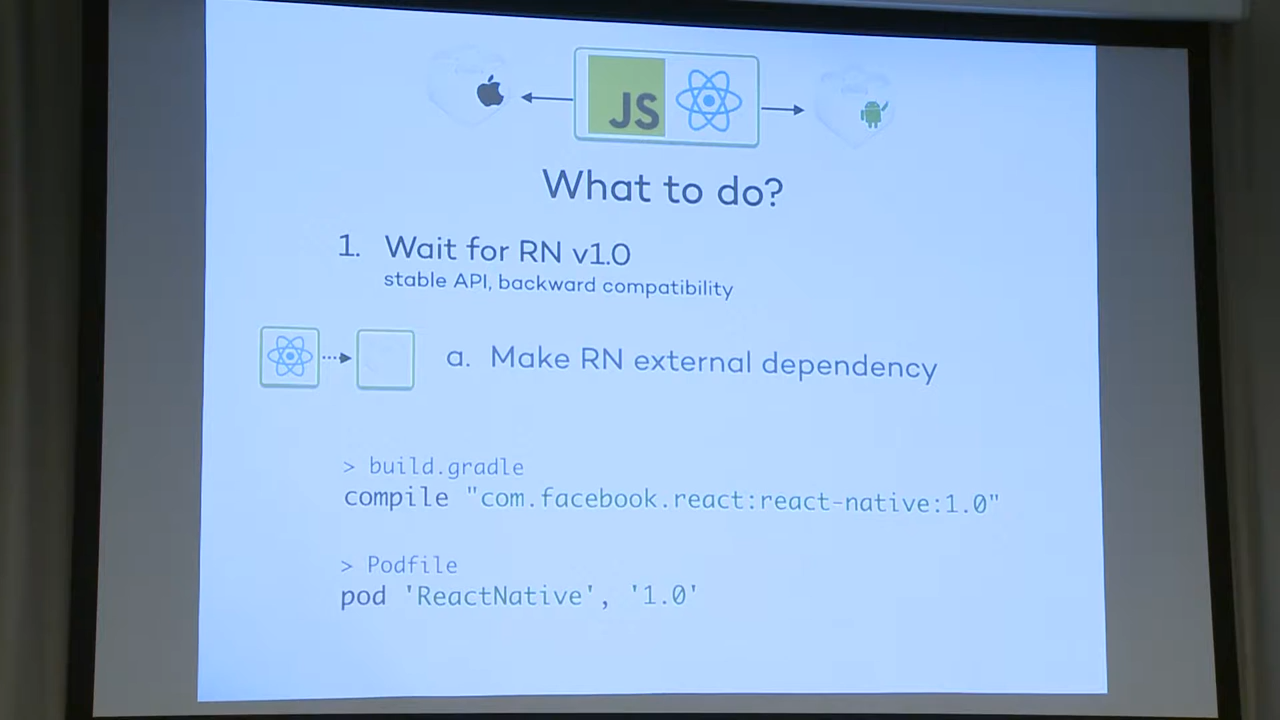 JS
What to do?
1. Wait for RN v1.0
stable API, backward compatibility
a. Make RN external dependency
> build.gradle
compile "com.facebook.react:react-native:1.0"
> Podfile
pod 'ReactNative', '1.0'